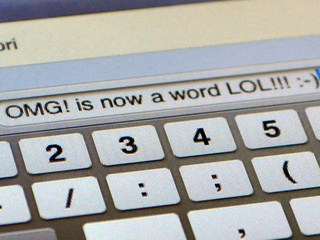 ori
OMG! is now a word LOL!!! :-)
2 3 4 5
/ : ; (
,